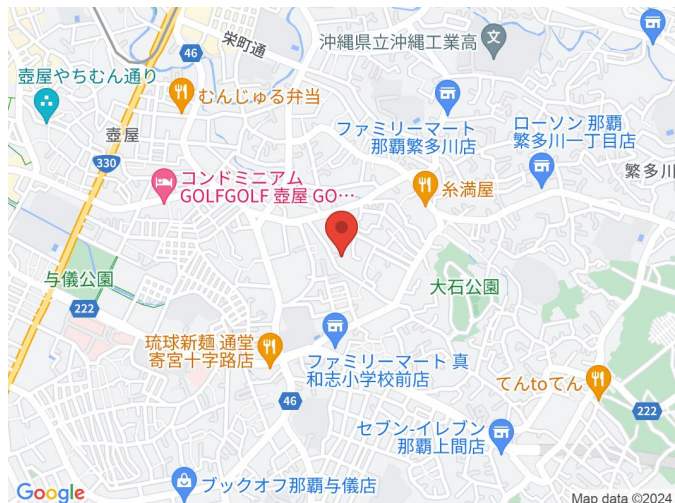 46
栄町通
沖縄県立沖縄工業高
壺屋やちむん通り
むんじゅる弁当
壺屋
ファミリーマート
那覇繁多川店
ローソン 那覇
繁多川一丁目店
繁多川
330
コンドミニアム
GOLFGOLF 壺屋 GO…
糸満屋
与儀公園
222
大石公園
琉球新麺 通堂
寄宮十字路店
ファミリーマート 真
和志小学校前店
てんtoてん
46
222
セブン-イレブン
那覇上間店
ブックオフ那覇与儀店
Google
Map data ©2024